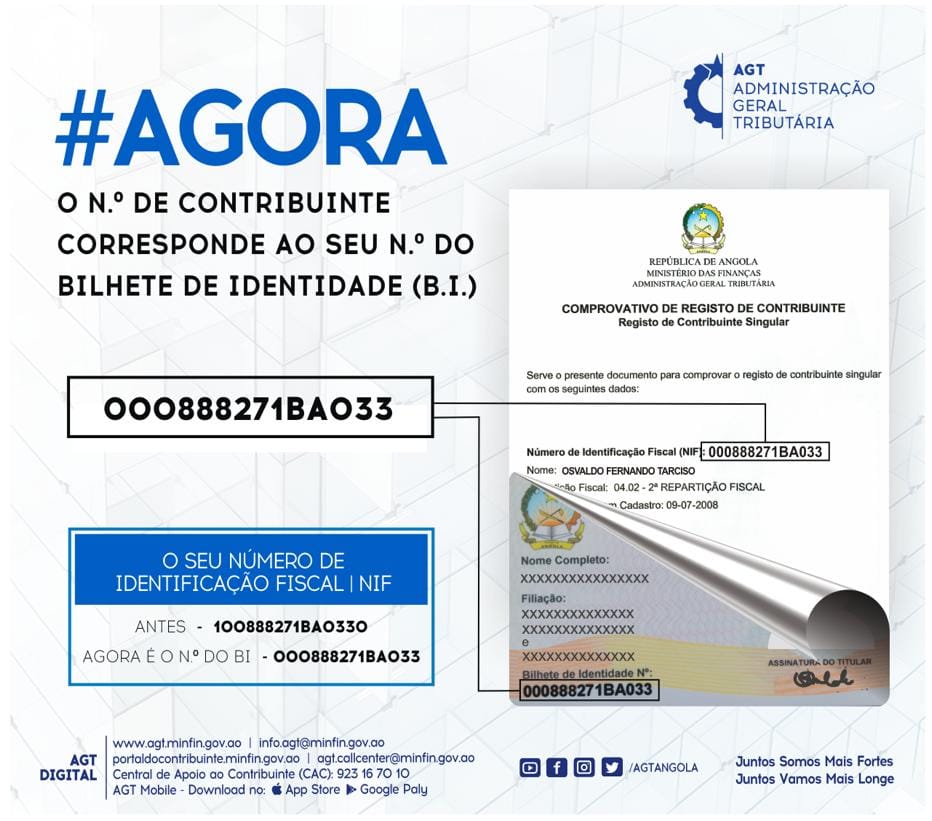 #AGORA
O N.º DE CONTRIBUINTE
CORRESPONDE AO SEU N.º DO
BILHETE DE IDENTIDADE (B.I.)
AGT
ADMINISTRAÇÃO
GERAL
TRIBUTÁRIA
000888271BA033
REPÚBLICA DE ANGOLA
MINISTÉRIO DAS FINANÇAS
ADMINISTRAÇÃO GERAL TRIBUTÁRIA
COMPROVATIVO DE REGISTO DE CONTRIBUINTE
Registo de Contribuinte Singular
Serve o presente documento para comprovar o registo de contribuinte singular
com os seguintes dados:
Número de Identificação Fiscal (NIF): 000888271BA033
Nome: OSVALDO FERNANDO TARCISO
Fiscal: 04.02 - 2ª REPARTIÇÃO FISCAL
Cadastro: 09-07-2008
ANGOLA
Nome Completo:
XXXXXXXXXXXXXXXX
Filiação:
XXXXXXXXXXXXXX
XXXXXXXXXXXXXX
e
XXXXXXXXXXXXXX
Bilhete de Identidade Nº:
000888271BA033
ASSINATURA DO TITULAR
O SEU NÚMERO DE
IDENTIFICAÇÃO FISCAL | NIF
ANTES - 100888271BA0330
AGORA É O N.º DO BI - 000888271BA033
AGT
DIGITAL
www.agt.minfin.gov.ao | info.agt@minfin.gov.ao
portaldocontribuinte.minfin.gov.ao | agt.callcenter@minfin.gov.ao
Central de Apoio ao Contribuinte (CAC): 923 16 70 10
AGT Mobile - Download no: App Store Google Paly
/AGTANGOLA
Juntos Somos Mais Fortes
Juntos Vamos Mais Longe